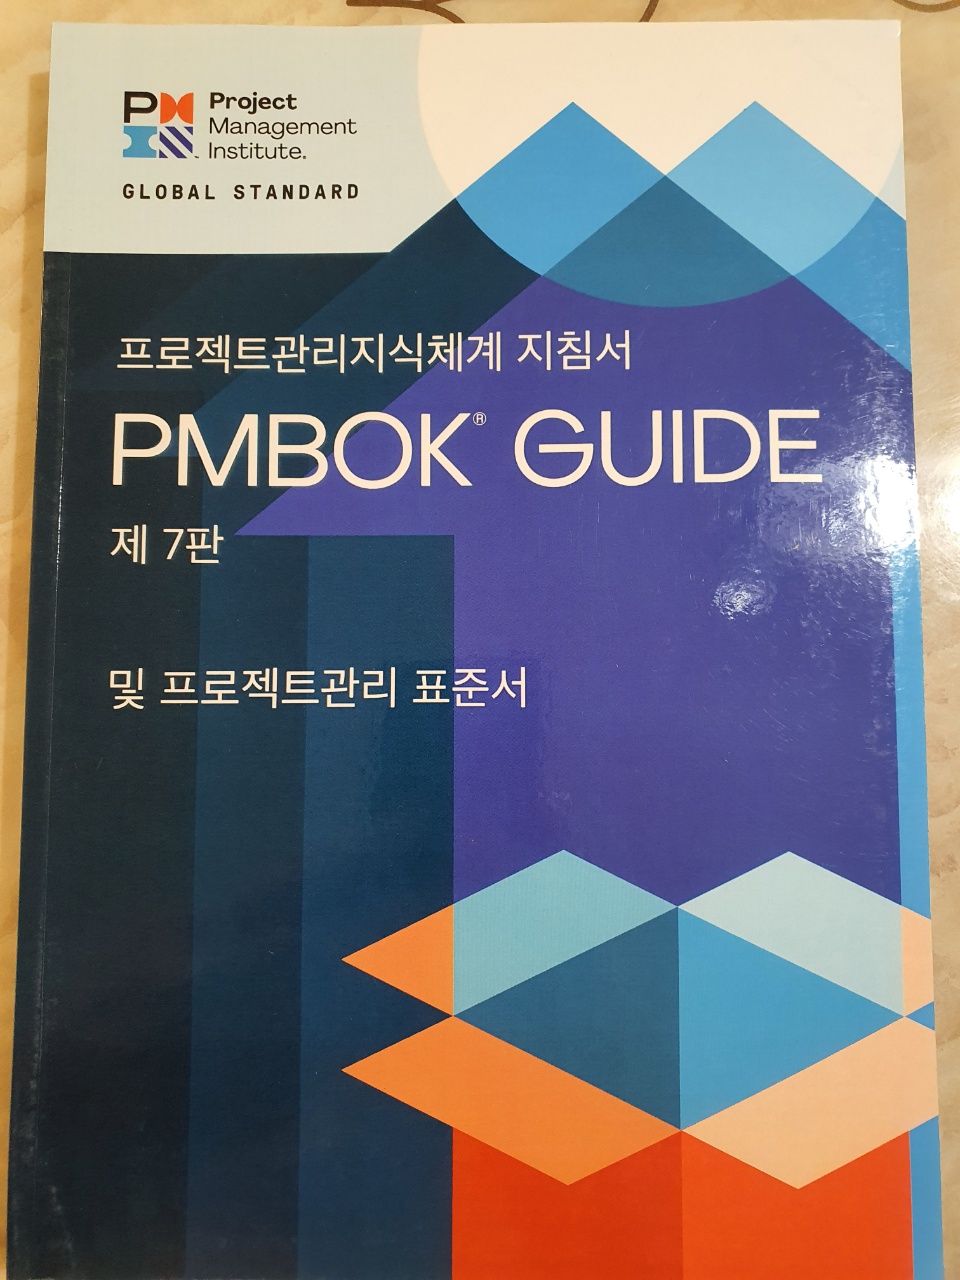 PM
I
Project
Management
Institute.
GLOBAL STANDARD
프로젝트관리지식체계 지침서
PMBOK® GUIDE
제 7판
및 프로젝트관리 표준서